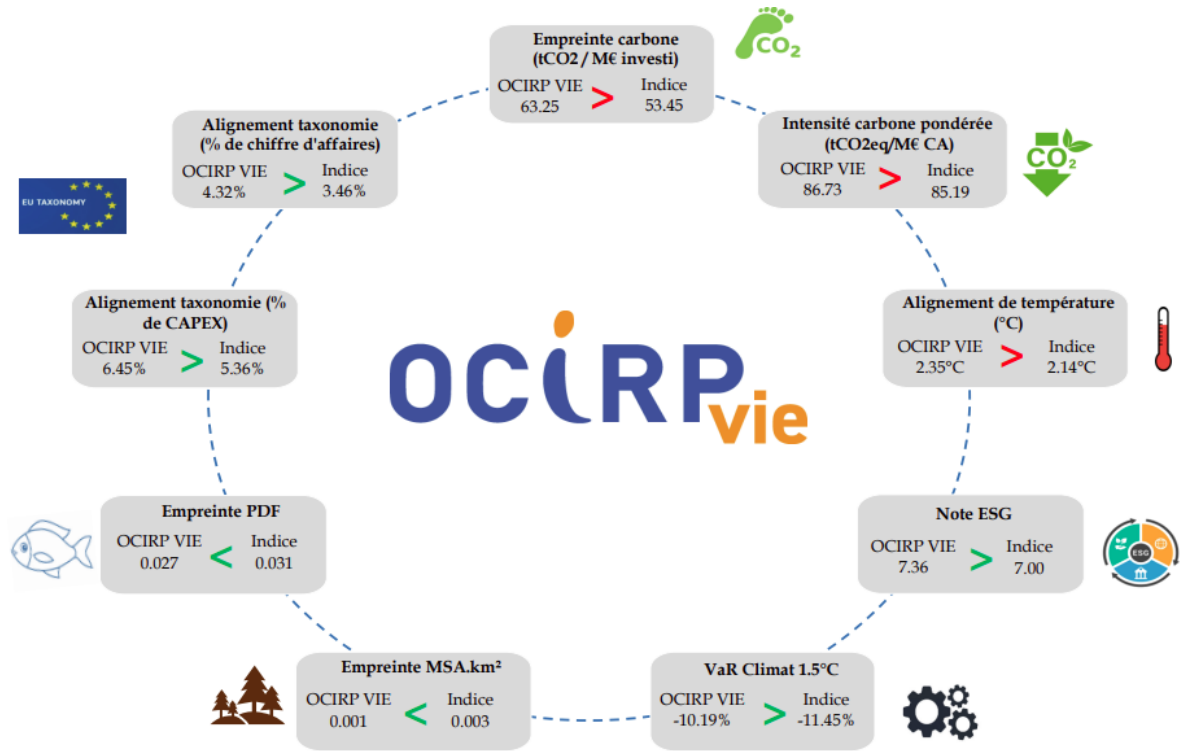 Empreinte carbone
(tCO2 / M€ investi)
OCIRP VIE > Indice
63.25 53.45
CO2
Intensité carbone pondérée
(tCO2eq/M€ CA)
OCIRP VIE > Indice
86.73 85.19
CO2
Alignement de température
(°C)
OCIRP VIE > Indice
2.35°C 2.14°C
Note ESG
OCIRP VIE > Indice
7.36 7.00
ESG
VaR Climat 1.5°C
OCIRP VIE > Indice
-10.19% -11.45%
Empreinte MSA.km²
OCIRP VIE < Indice
0.001 0.003
Empreinte PDF
OCIRP VIE < Indice
0.027 0.031
Alignement taxonomie (%
de CAPEX)
OCIRP VIE > Indice
6.45% 5.36%
Alignement taxonomie
(% de chiffre d'affaires)
OCIRP VIE > Indice
4.32% 3.46%
EU TAXONOMY
OCIRP
vie